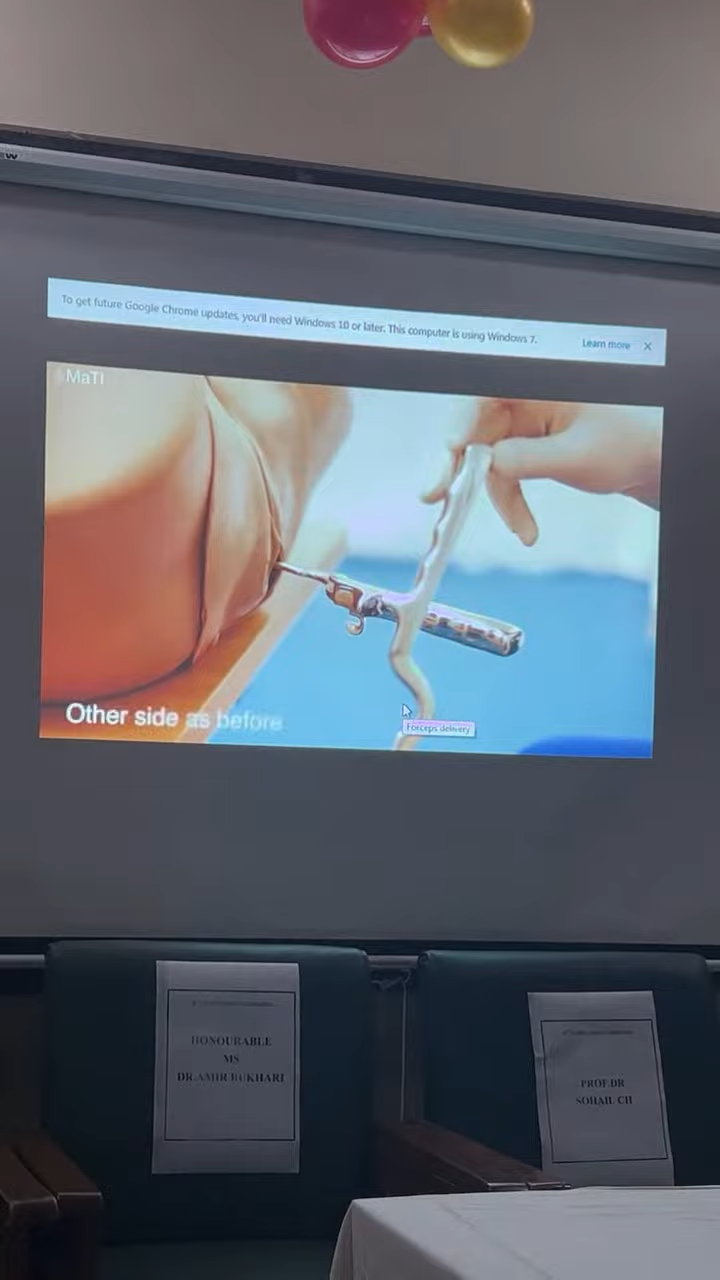 EW
To get future Google Chrome updates, you'll need Windows 10 or later. This computer is using Windows 7. Learn more X
MaTI
Other side as before
Forceps delivery
HONOURABLE
MS
DR.AMIR BUKHARI
PROF.DR
SOHAIL CH